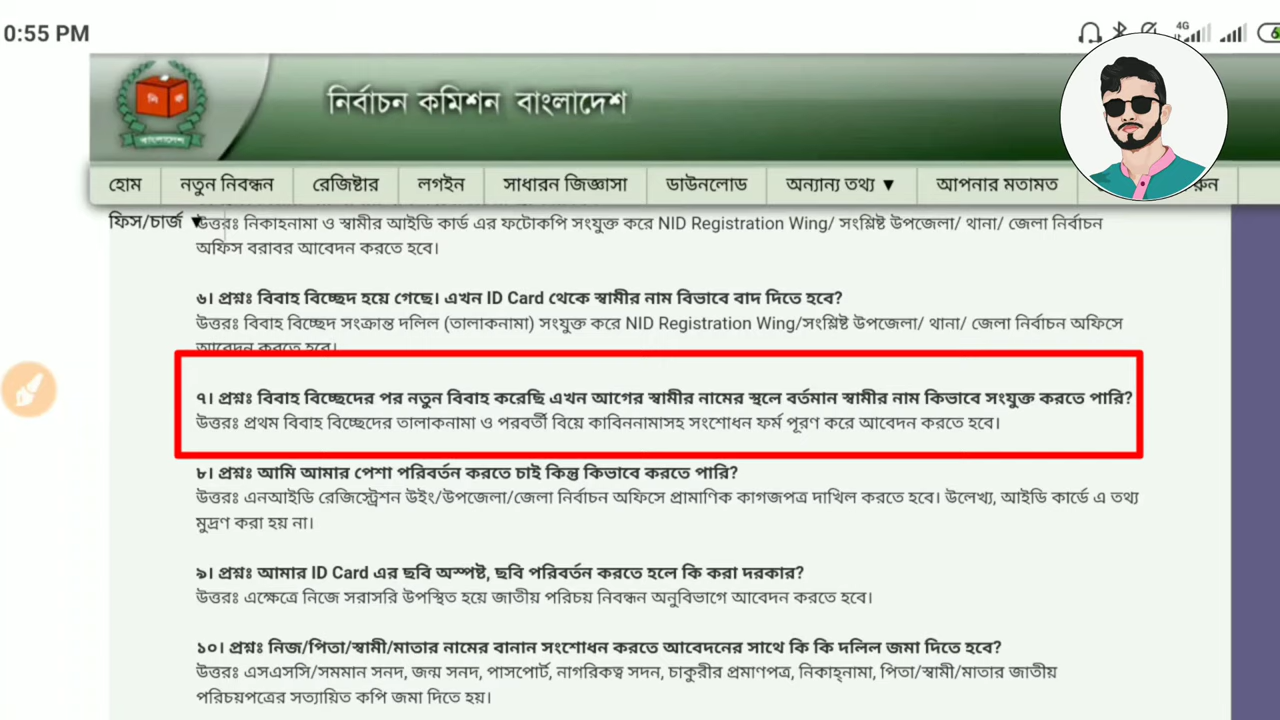 0:55 PM
4G
নির্বাচন কমিশন বাংলাদেশ
বাংলাদেশ
হোম নতুন নিবন্ধন রেজিষ্টার লগইন সাধারন জিজ্ঞাসা ডাউনলোড অন্যান্য তথ্য ▼ আপনার মতামত রুন
ফিস/চার্জ ▼
উত্তরঃ নিকাহনামা ও স্বামীর আইডি কার্ড এর ফটোকপি সংযুক্ত করে NID Registration Wing/ সংশ্লিষ্ট উপজেলা/ থানা/ জেলা নির্বাচন
অফিস বরাবর আবেদন করতে হবে।
৬। প্রশ্নঃ বিবাহ বিচ্ছেদ হয়ে গেছে। এখন ID Card থেকে স্বামীর নাম বিভাবে বাদ দিতে হবে?
উত্তরঃ বিবাহ বিচ্ছেদ সংক্রান্ত দলিল (তালাকনামা) সংযুক্ত করে NID Registration Wing/সংশ্লিষ্ট উপজেলা/ থানা/ জেলা নির্বাচন অফিসে
আবেদন করতে হবে।
৭। প্রশ্নঃ বিবাহ বিচ্ছেদের পর নতুন বিবাহ করেছি এখন আগের স্বামীর নামের স্থলে বর্তমান স্বামীর নাম কিভাবে সংযুক্ত করতে পারি?
উত্তরঃ প্রথম বিবাহ বিচ্ছেদের তালাকনামা ও পরবর্তী বিয়ে কাবিননামাসহ সংশোধন ফর্ম পূরণ করে আবেদন করতে হবে।
৮। প্রশ্নঃ আমি আমার পেশা পরিবর্তন করতে চাই কিন্তু কিভাবে করতে পারি?
উত্তরঃ এনআইডি রেজিস্ট্রেশন উইং/উপজেলা/জেলা নির্বাচন অফিসে প্রামাণিক কাগজপত্র দাখিল করতে হবে। উলেখ্য, আইডি কার্ডে এ তথ্য
মুদ্রণ করা হয় না।
৯। প্রশ্নঃ আমার ID Card এর ছবি অস্পষ্ট, ছবি পরিবর্তন করতে হলে কি করা দরকার?
উত্তরঃ এক্ষেত্রে নিজে সরাসরি উপস্থিত হয়ে জাতীয় পরিচয় নিবন্ধন অনুবিভাগে আবেদন করতে হবে।
১০। প্রশ্নঃ নিজ/পিতা/স্বামী/মাতার নামের বানান সংশোধন করতে আবেদনের সাথে কি কি দলিল জমা দিতে হবে?
উত্তরঃ এসএসসি/সমমান সনদ, জন্ম সনদ, পাসপোর্ট, নাগরিকত্ব সদন, চাকুরীর প্রমাণপত্র, নিকাহ্‌নামা, পিতা/স্বামী/মাতার জাতীয়
পরিচয়পত্রের সত্যায়িত কপি জমা দিতে হয়।